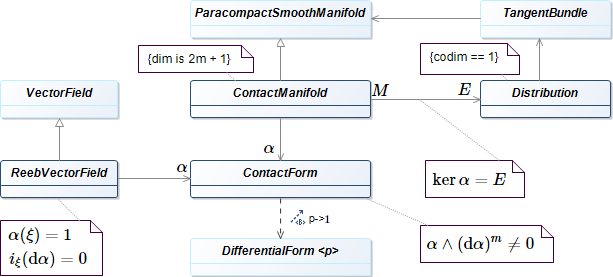 ParacompactSmoothManifold
TangentBundle
{dim is 2m + 1}
{codim == 1}
VectorField
ContactManifold
M
E
Distribution
α
ReebVectorField
α
ContactForm
ker α = E
<B> p->1
α(ξ) = 1
i_ξ(dα) = 0
DifferentialForm <p>
α ∧ (dα)^m ≠ 0